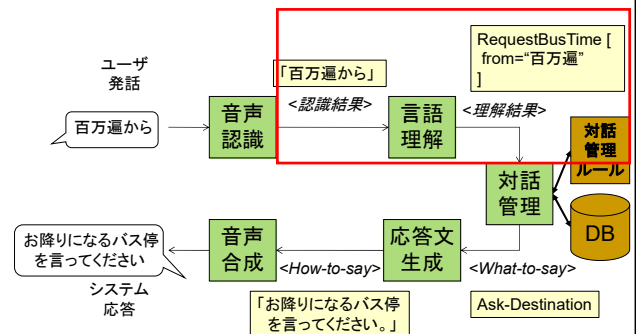 ユーザ
発話
百万遍から
音声
認識
「百万遍から」
<認識結果>
言語
理解
<理解結果>
RequestBusTime [
from=“百万遍”
]
対話
管理
ルール
対話
管理
DB
お降りになるバス停
を言ってください
システム
応答
音声
合成
<How-to-say>
「お降りになるバス停
を言ってください。」
応答文
生成
<What-to-say>
Ask-Destination